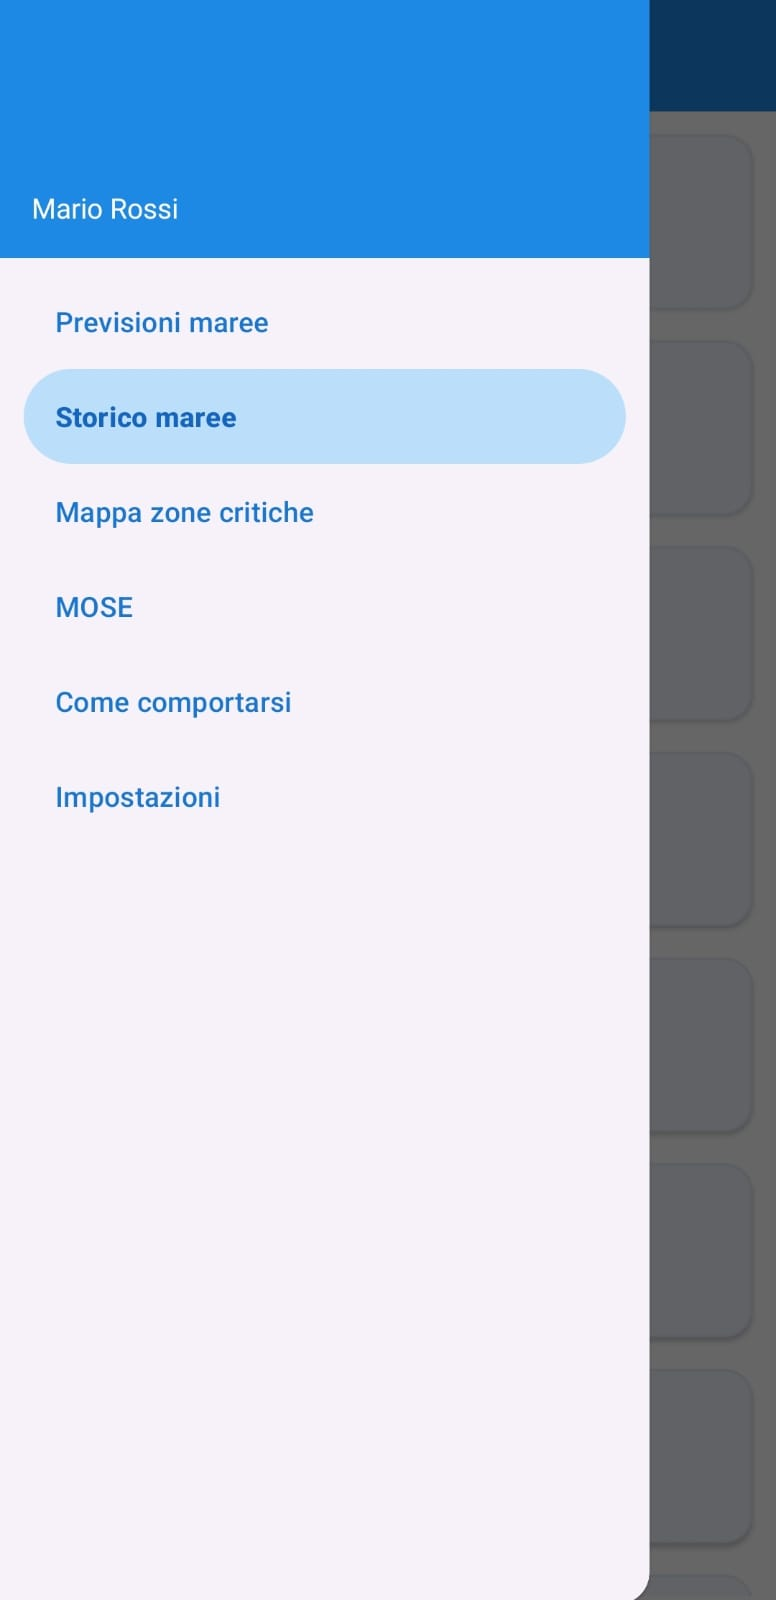 Mario Rossi
Previsioni maree
Storico maree
Mappa zone critiche
MOSE
Come comportarsi
Impostazioni